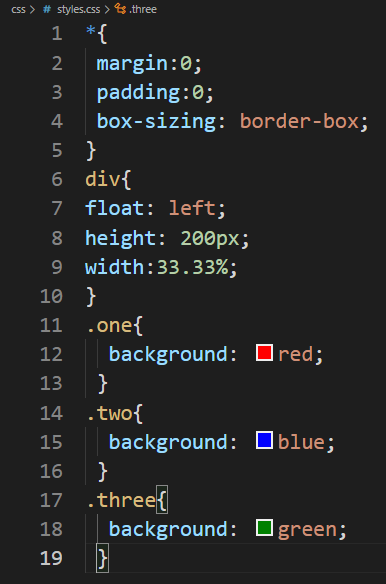 css > # styles.css > .three
1 *{
2 margin:0;
3 padding:0;
4 box-sizing: border-box;
5 }
6 div{
7 float: left;
8 height: 200px;
9 width:33.33%;
10 }
11 .one{
12 background: red;
13 }
14 .two{
15 background: blue;
16 }
17 .three{
18 background: green;
19 }